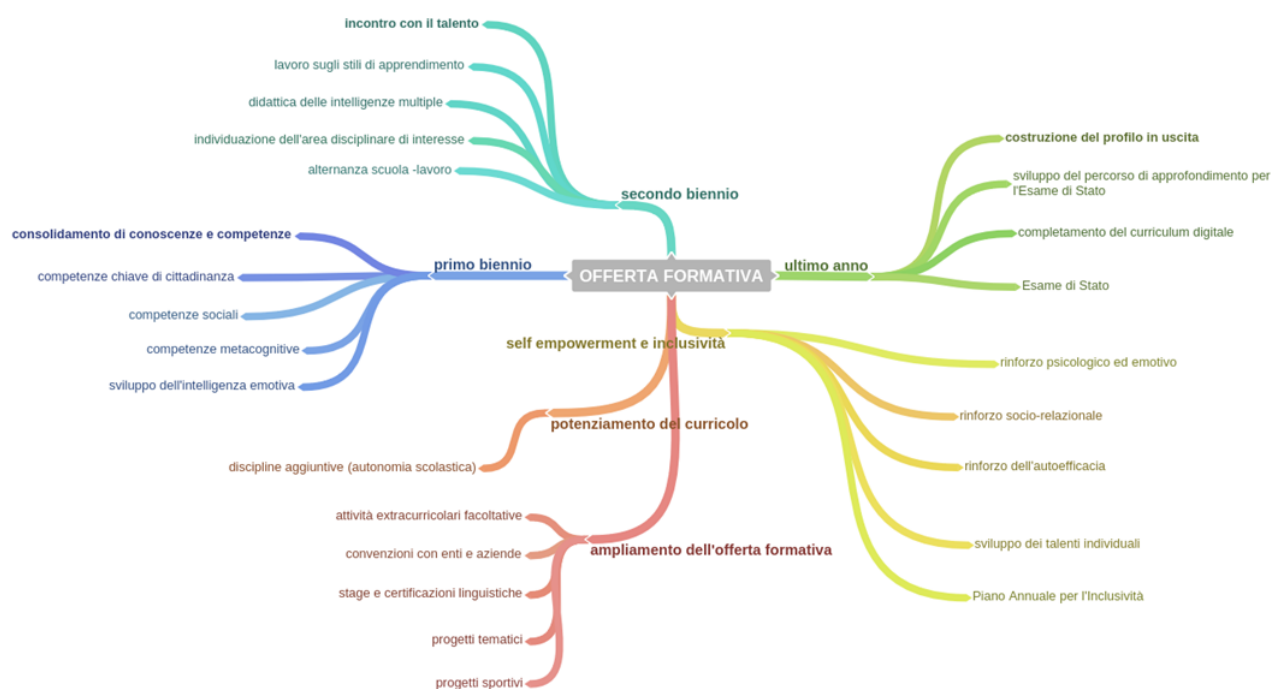 OFFERTA FORMATIVA
secondo biennio
incontro con il talento
lavoro sugli stili di apprendimento
didattica delle intelligenze multiple
individuazione dell'area disciplinare di interesse
alternanza scuola -lavoro
primo biennio
consolidamento di conoscenze e competenze
competenze chiave di cittadinanza
competenze sociali
competenze metacognitive
sviluppo dell'intelligenza emotiva
ultimo anno
costruzione del profilo in uscita
sviluppo del percorso di approfondimento per
l'Esame di Stato
completamento del curriculum digitale
Esame di Stato
self empowerment e inclusività
rinforzo psicologico ed emotivo
rinforzo socio-relazionale
rinforzo dell'autoefficacia
sviluppo dei talenti individuali
Piano Annuale per l'Inclusività
potenziamento del curricolo
discipline aggiuntive (autonomia scolastica)
ampliamento dell'offerta formativa
attività extracurricolari facoltative
convenzioni con enti e aziende
stage e certificazioni linguistiche
progetti tematici
progetti sportivi